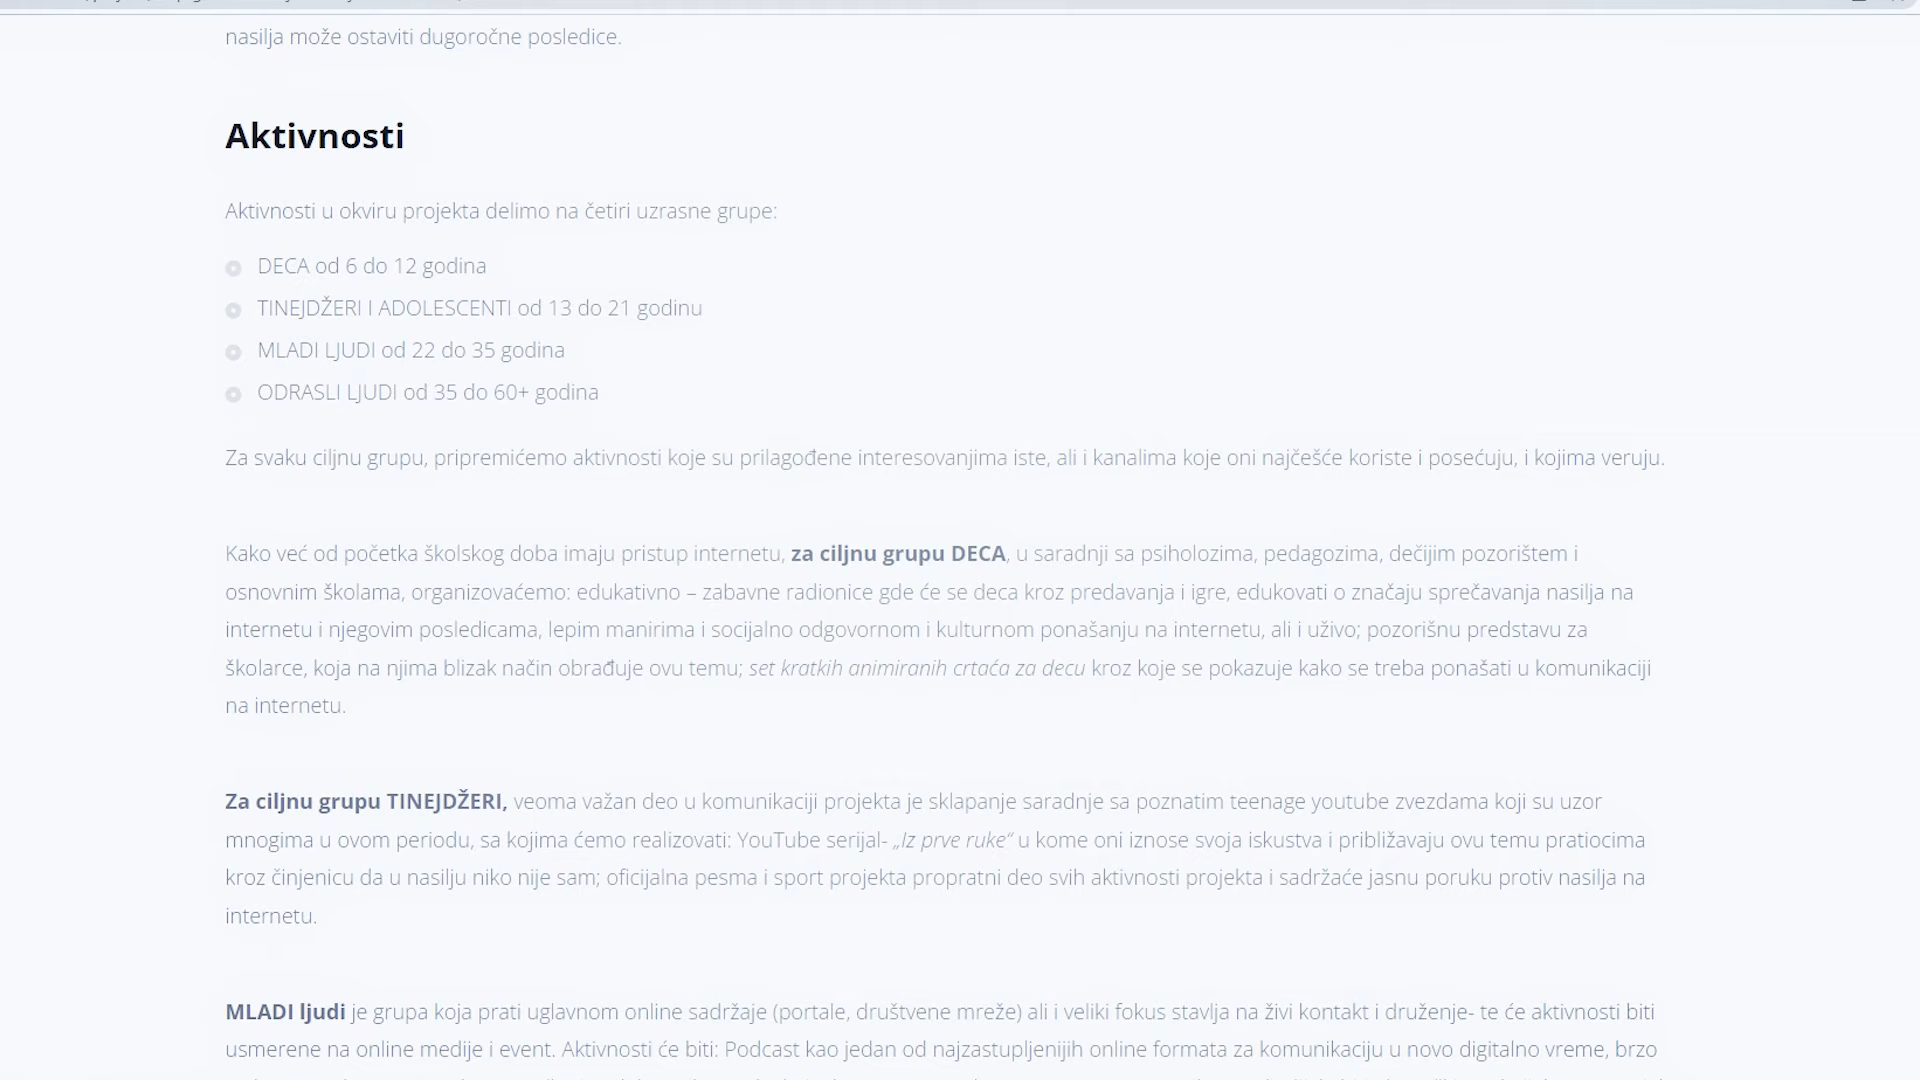 nasilja može ostaviti dugoročne posledice.
Aktivnosti
Aktivnosti u okviru projekta delimo na četiri uzrasne grupe:
DECA od 6 do 12 godina
TINEJDŽERI I ADOLESCENTI od 13 do 21 godinu
MLADI LJUDI od 22 do 35 godina
ODRASLI LJUDI od 35 do 60+ godina
Za svaku ciljnu grupu, pripremićemo aktivnosti koje su prilagođene interesovanjima iste, ali i kanalima koje oni najčešće koriste i posećuju, i kojima veruju.
Kako već od početka školskog doba imaju pristup internetu, za ciljnu grupu DECA, u saradnji sa psiholozima, pedagozima, dečijim pozorištem i
osnovnim školama, organizovaćemo: edukativno – zabavne radionice gde će se deca kroz predavanja i igre, edukovati o značaju sprečavanja nasilja na
internetu i njegovim posledicama, lepim manirima i socijalno odgovornom i kulturnom ponašanju na internetu, ali i uživo; pozorišnu predstavu za
školarce, koja na njima blizak način obrađuje ovu temu; set kratkih animiranih crtaća za decu kroz koje se pokazuje kako se treba ponašati u komunikaciji
na internetu.
Za ciljnu grupu TINEJDŽERI, veoma važan deo u komunikaciji projekta je sklapanje saradnje sa poznatim teenage youtube zvezdama koji su uzor
mnogima u ovom periodu, sa kojima ćemo realizovati: YouTube serijal- „Iz prve ruke“ u kome oni iznose svoja iskustva i približavaju ovu temu pratiocima
kroz činjenicu da u nasilju niko nije sam; oficijalna pesma i sport projekta propratni deo svih aktivnosti projekta i sadržaće jasnu poruku protiv nasilja na
internetu.
MLADI ljudi je grupa koja prati uglavnom online sadržaje (portale, društvene mreže) ali i veliki fokus stavlja na živi kontakt i druženje- te će aktivnosti biti
usmerene na online medije i event. Aktivnosti će biti: Podcast kao jedan od najzastupljenijih online formata za komunikaciju u novo digitalno vreme, brzo